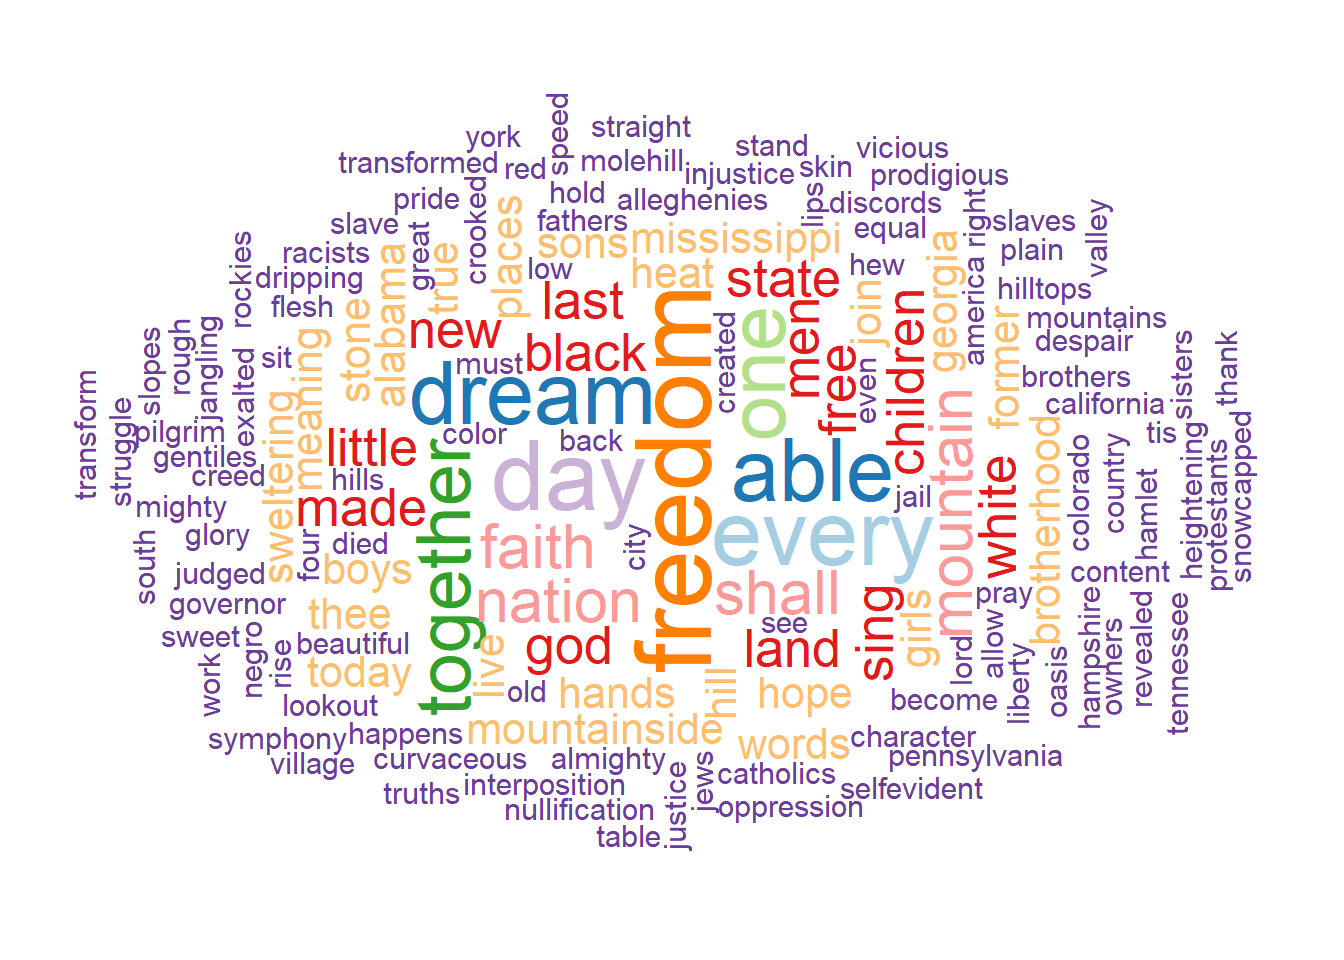 speed
straight
york
stand
vicious
transformed
red
molehill
injustice
skin
prodigious
pride
crooked
hold
alleghenies
lips
discords
right
slaves
valley
slave
great
places
fathers
sons
mississippi
equal
georgia
plain
racists
alabama
true
low
heat
state
hew
america
hilltops
rockies
dripping
flesh
stone
new
last
freedom
created
one
men
join
children
former
mountains
slopes
rough
jangling
exalted
sit
meaning
must
black
free
even
despair
sisters
thank
transform
struggle
pilgrim
sweltering
little
dream
color
back
able
mountain
brothers
california
tis
gentiles
creed
hills
together
day
jail
white
brotherhood
colorado
country
hamlet
heightening
protestants
snowcapped
mighty
glory
made
four
died
faith
city
every
south
judged
boys
content
governor
thee
nation
shall
sing
girls
pray
sweet
beautiful
see
work
negro
rise
today
live
god
land
lord
allow
liberty
oasis
hampshire
owners
revealed
tennessee
lookout
old
hands
hill
hope
become
symphony
happens
mountainside
words
character
village
curvaceous
almighty
pennsylvania
truths
interposition
justice
jews
catholics
selfevident
nullification
oppression
table